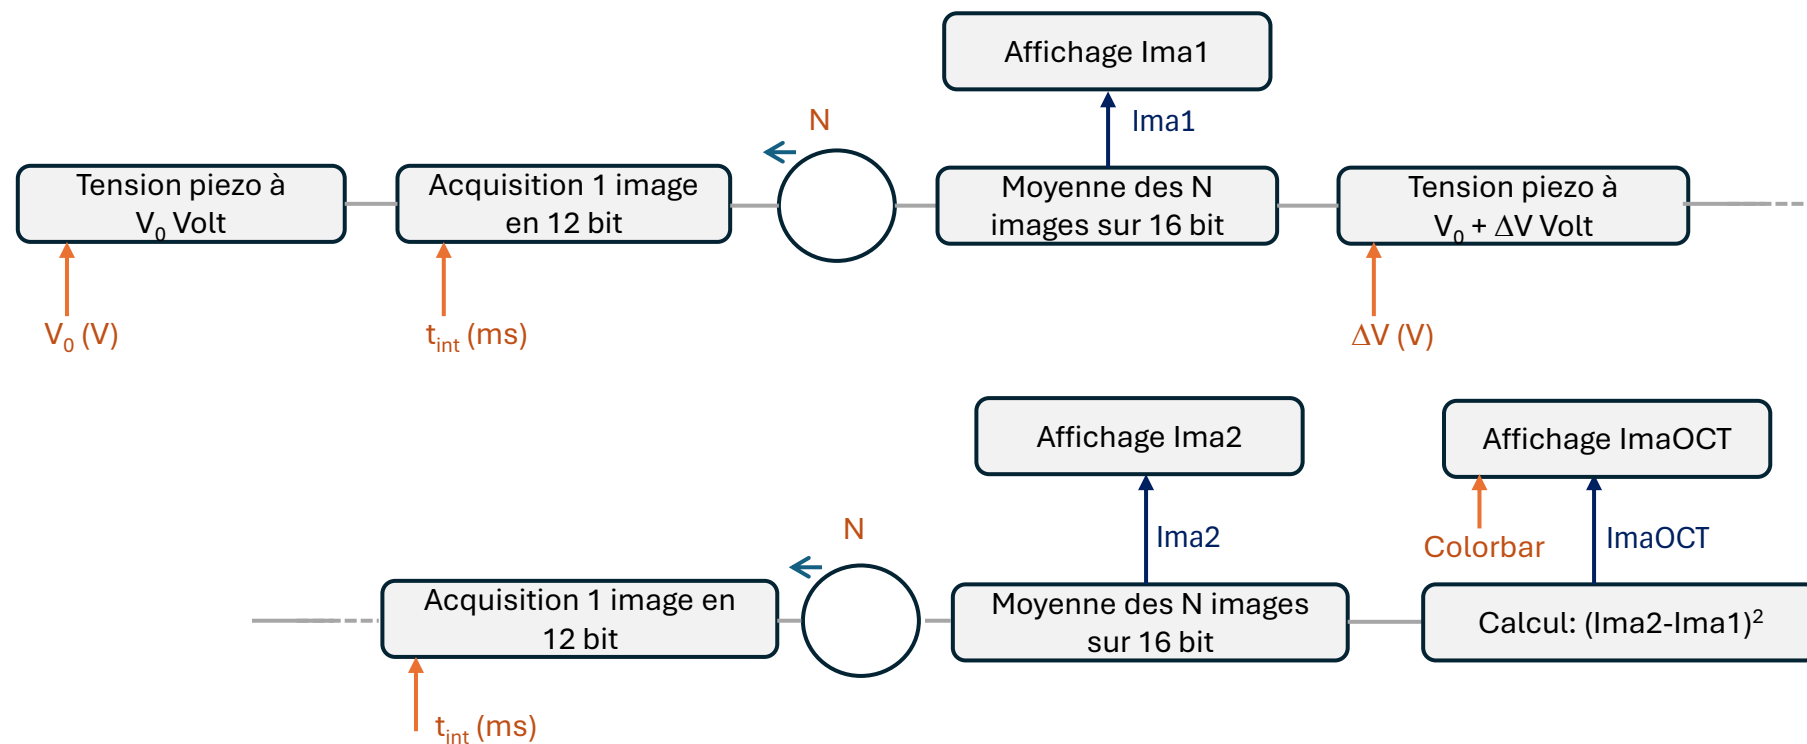 Affichage Ima1
N
Ima1
Tension piezo à
V₀ Volt
Acquisition 1 image
en 12 bit
Moyenne des N
images sur 16 bit
Tension piezo à
V₀ + ΔV Volt
V₀ (V)
tᵢₙₜ (ms)
ΔV (V)
Affichage Ima2
Affichage ImaOCT
N
Ima2
Colorbar
ImaOCT
Acquisition 1 image en
12 bit
Moyenne des N images
sur 16 bit
Calcul: (Ima2-Ima1)²
tᵢₙₜ (ms)